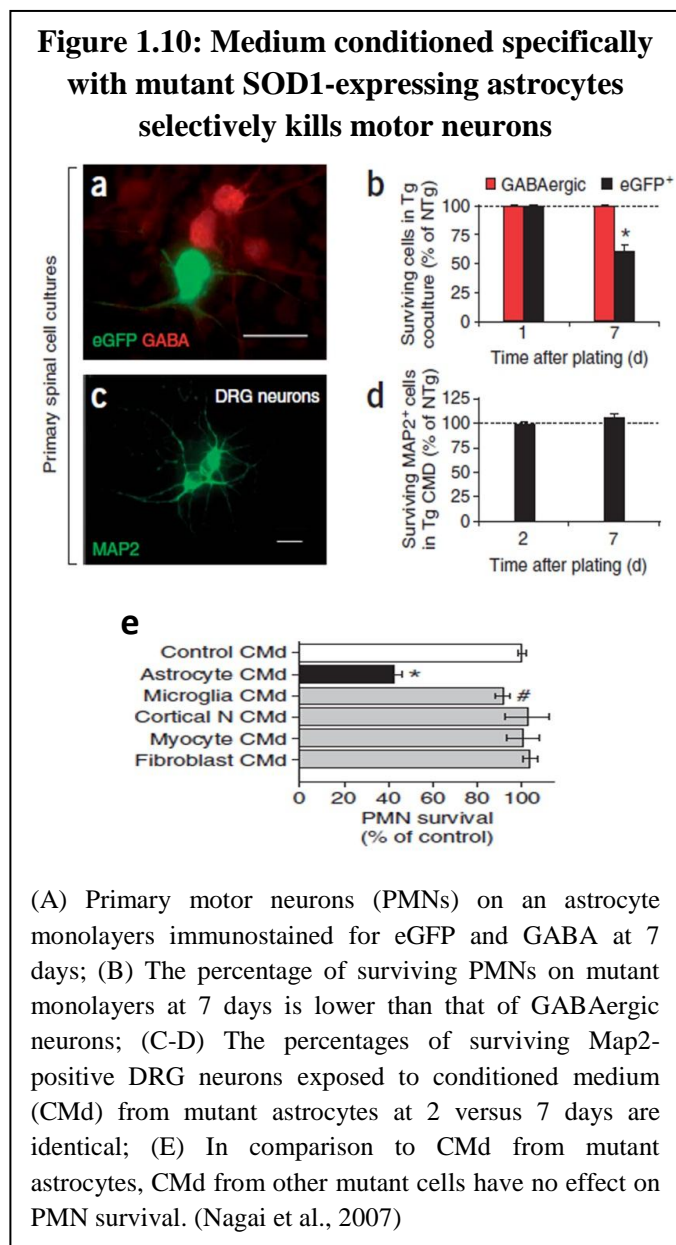 Figure 1.10: Medium conditioned specifically
with mutant SOD1-expressing astrocytes
selectively kills motor neurons
Primary spinal cell cultures
a
eGFP GABA
b
GABAergic eGFP+
Surviving cells in Tg
coculture (% of NTg)
100
75
50
25
0
*
1 7
Time after plating (d)
c
DRG neurons
MAP2
d
Surviving MAP2+ cells
in Tg CMD (% of NTg)
125
100
75
50
25
0
2 7
Time after plating (d)
e
Control CMd
Astrocyte CMd *
Microglia CMd #
Cortical N CMd
Myocyte CMd
Fibroblast CMd
0 20 40 60 80 100
PMN survival
(% of control)
(A) Primary motor neurons (PMNs) on an astrocyte
monolayers immunostained for eGFP and GABA at 7
days; (B) The percentage of surviving PMNs on mutant
monolayers at 7 days is lower than that of GABAergic
neurons; (C-D) The percentages of surviving Map2-
positive DRG neurons exposed to conditioned medium
(CMd) from mutant astrocytes at 2 versus 7 days are
identical; (E) In comparison to CMd from mutant
astrocytes, CMd from other mutant cells have no effect on
PMN survival. (Nagai et al., 2007)